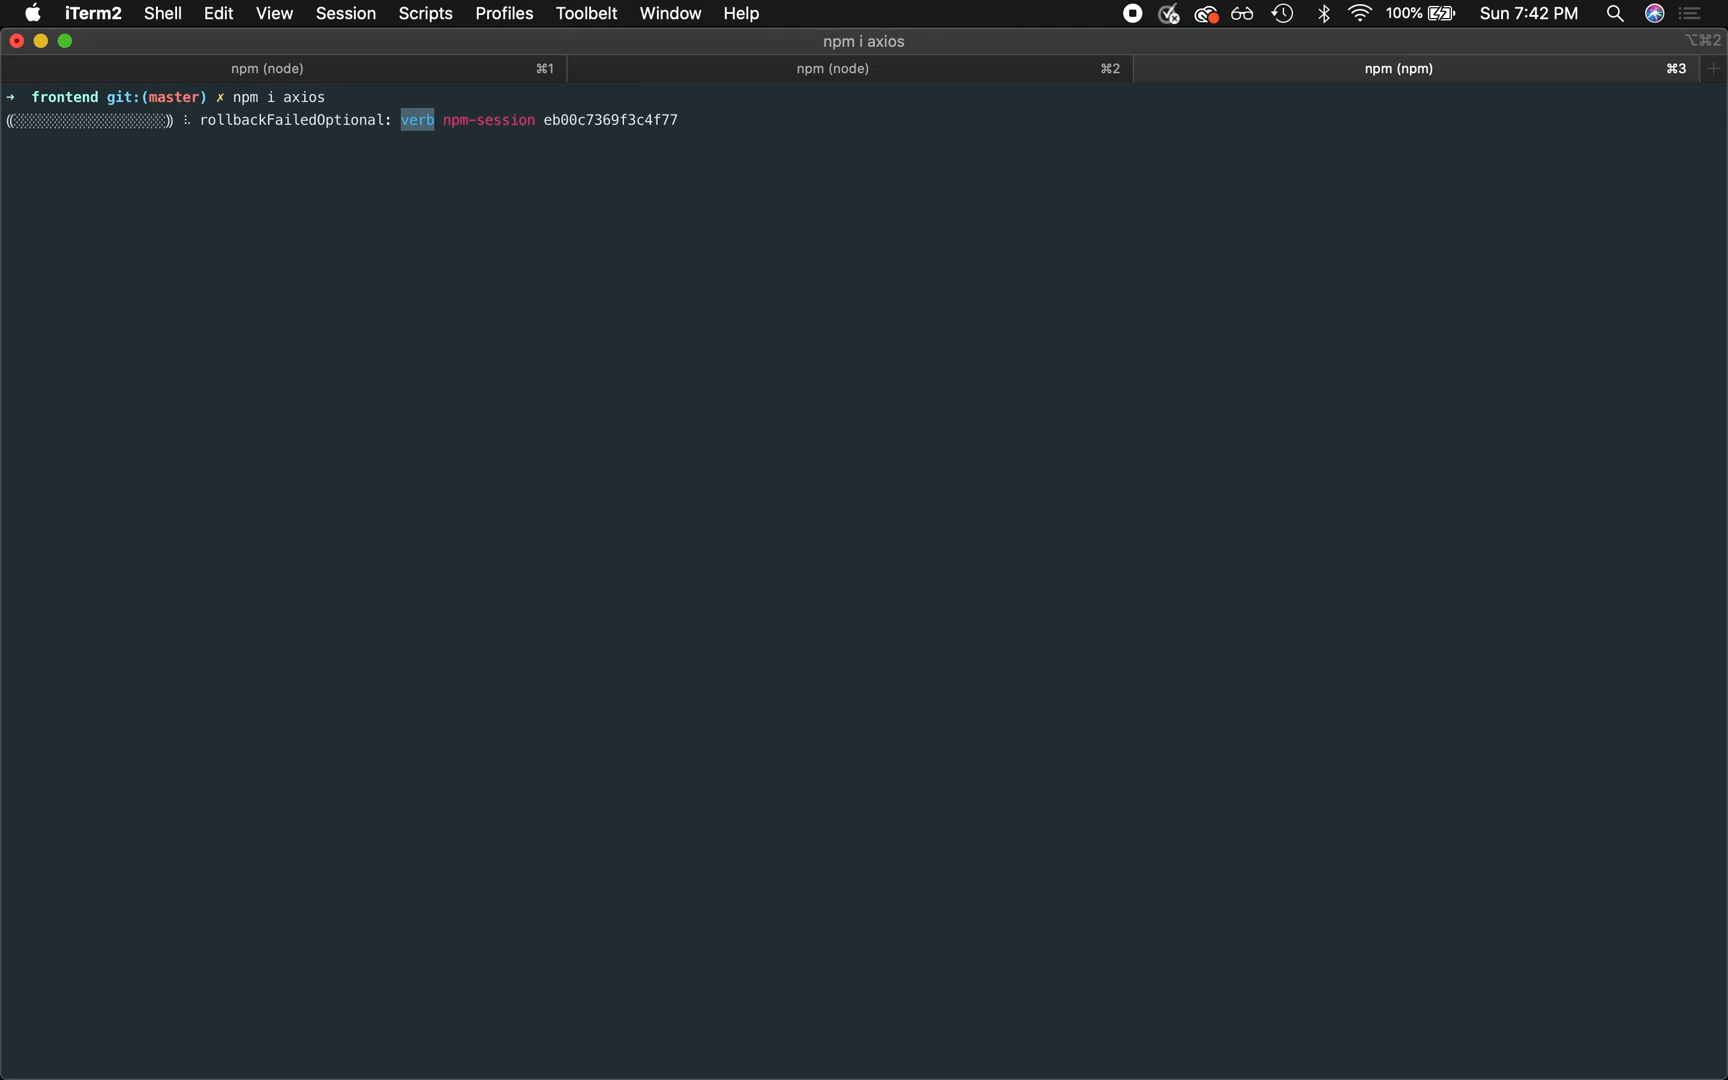 iTerm2 Shell Edit View Session Scripts Profiles Toolbelt Window Help 100% Sun 7:42 PM
npm i axios ⌥⌘2
npm (node) ⌘1 npm (node) ⌘2 npm (npm) ⌘3
→ frontend git:(master) ✗ npm i axios
((░░░░░░░░░░░░░░░░░░)) ⠧ rollbackFailedOptional: verb npm-session eb00c7369f3c4f77